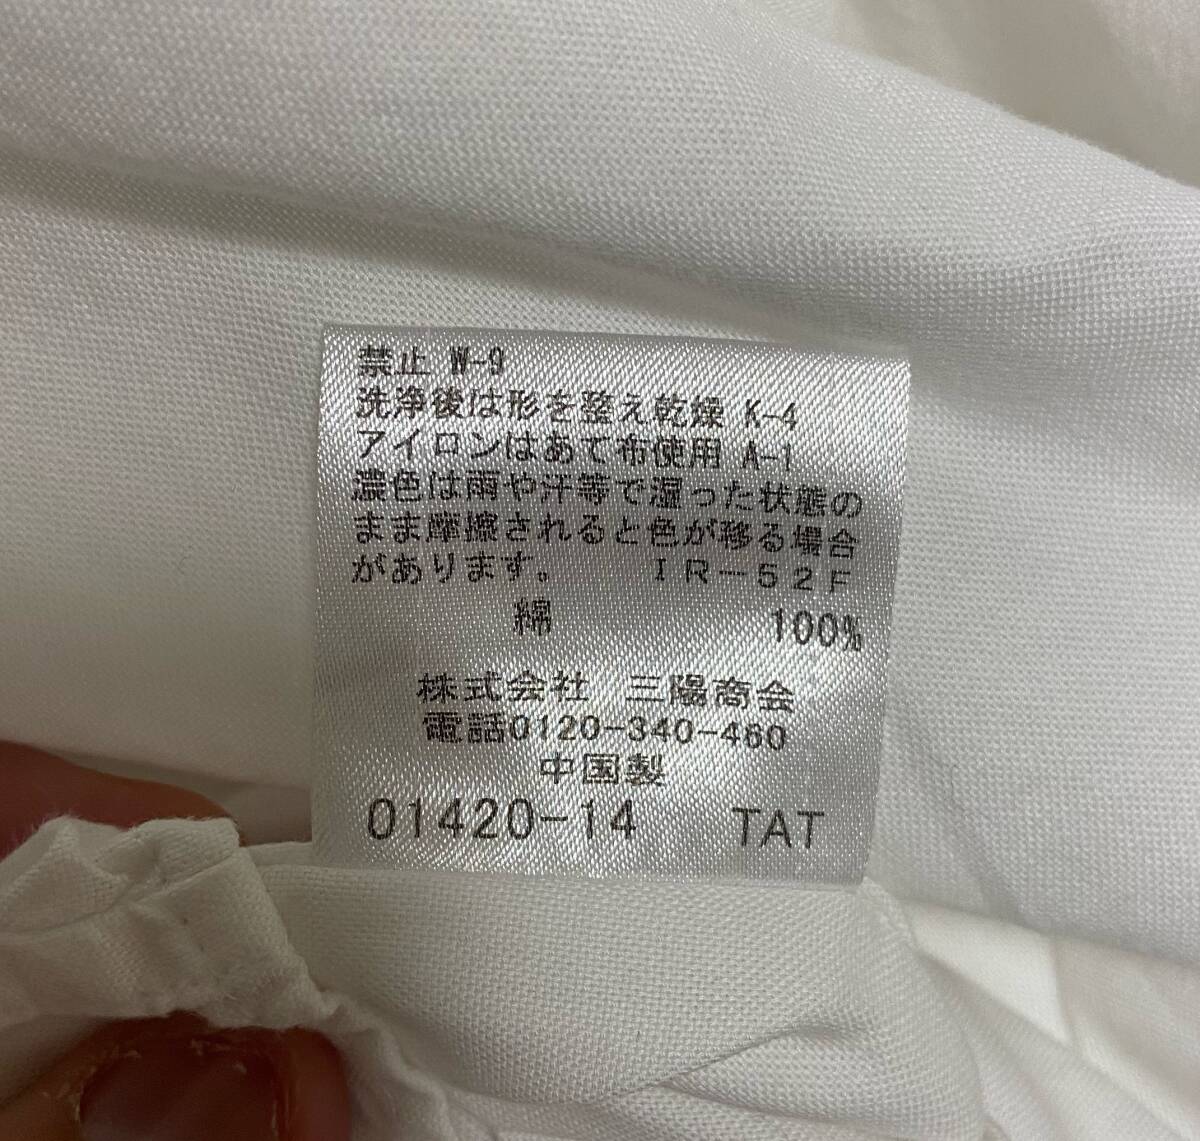 禁止 W-9
洗浄後は形を整え乾燥 K-4
アイロンはあて布使用 A-1
濃色は雨や汗等で湿った状態の
まま摩擦されると色が移る場合
があります。 IR-52F
綿 100%
株式会社 三陽商会
電話0120-340-460
中国製
01420-14 TAT